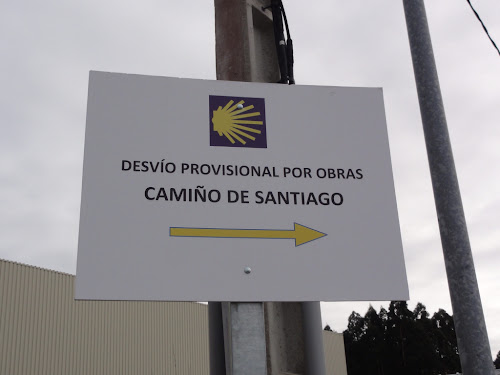 DESVÍO PROVISIONAL POR OBRAS
CAMIÑO DE SANTIAGO